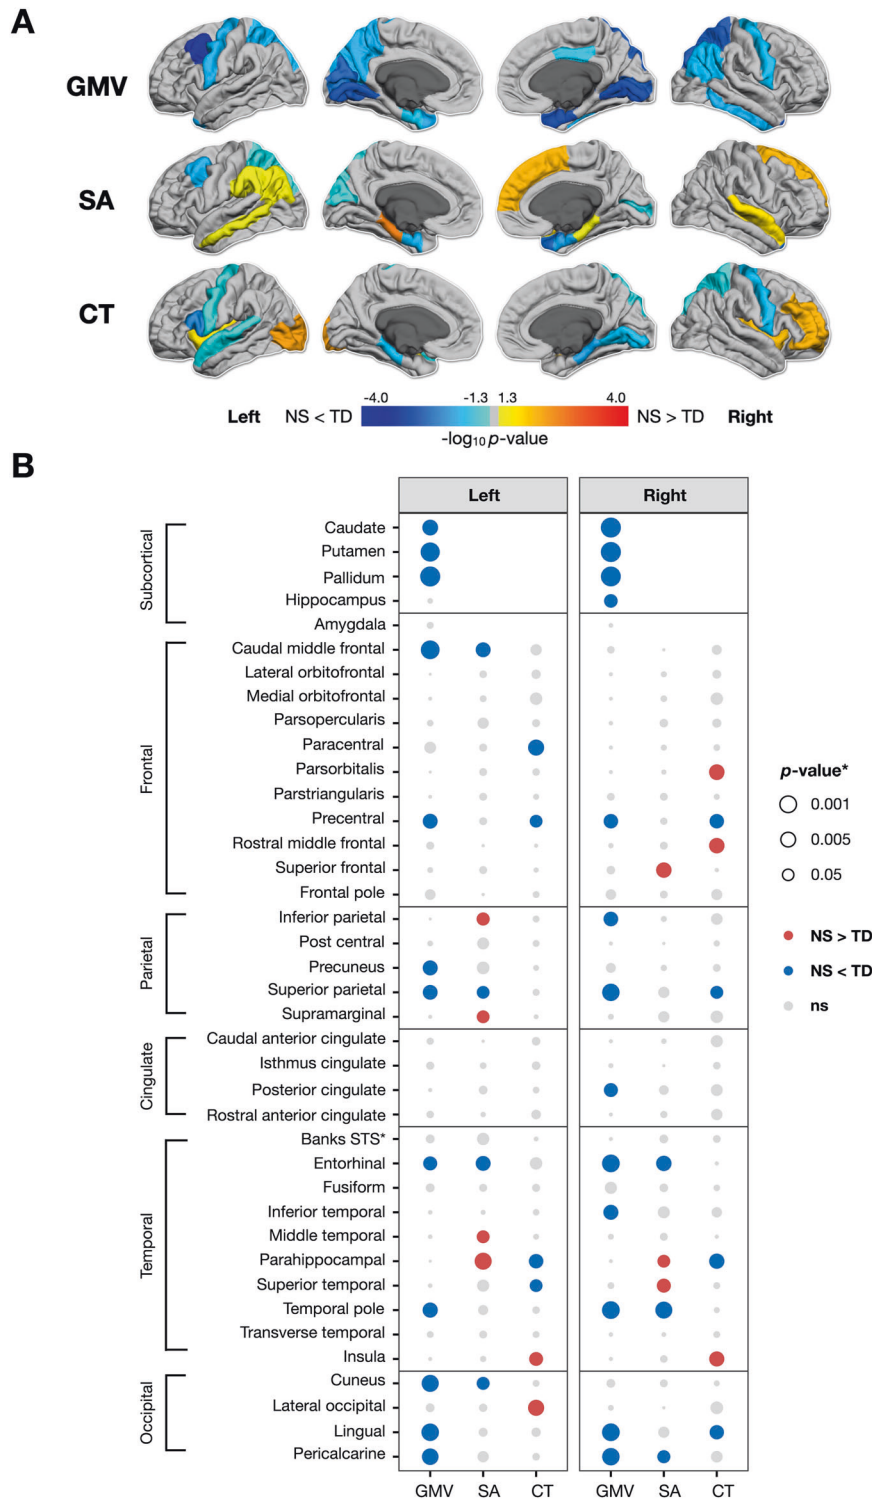 A
GMV
SA
CT
-4.0 -1.3 1.3 4.0
Left NS < TD NS > TD Right
-log₁₀ p-value
B
Left Right
Subcortical
Caudate
Putamen
Pallidum
Hippocampus
Amygdala
Frontal
Caudal middle frontal
Lateral orbitofrontal
Medial orbitofrontal
Parsopercularis
Paracentral
Parsorbitalis
Parstriangularis
Precentral
Rostral middle frontal
Superior frontal
Frontal pole
Parietal
Inferior parietal
Post central
Precuneus
Superior parietal
Supramarginal
Cingulate
Caudal anterior cingulate
Isthmus cingulate
Posterior cingulate
Rostral anterior cingulate
Temporal
Banks STS*
Entorhinal
Fusiform
Inferior temporal
Middle temporal
Parahippocampal
Superior temporal
Temporal pole
Transverse temporal
Insula
Occipital
Cuneus
Lateral occipital
Lingual
Pericalcarine
GMV SA CT GMV SA CT
p-value*
0.001
0.005
0.05
NS > TD
NS < TD
ns